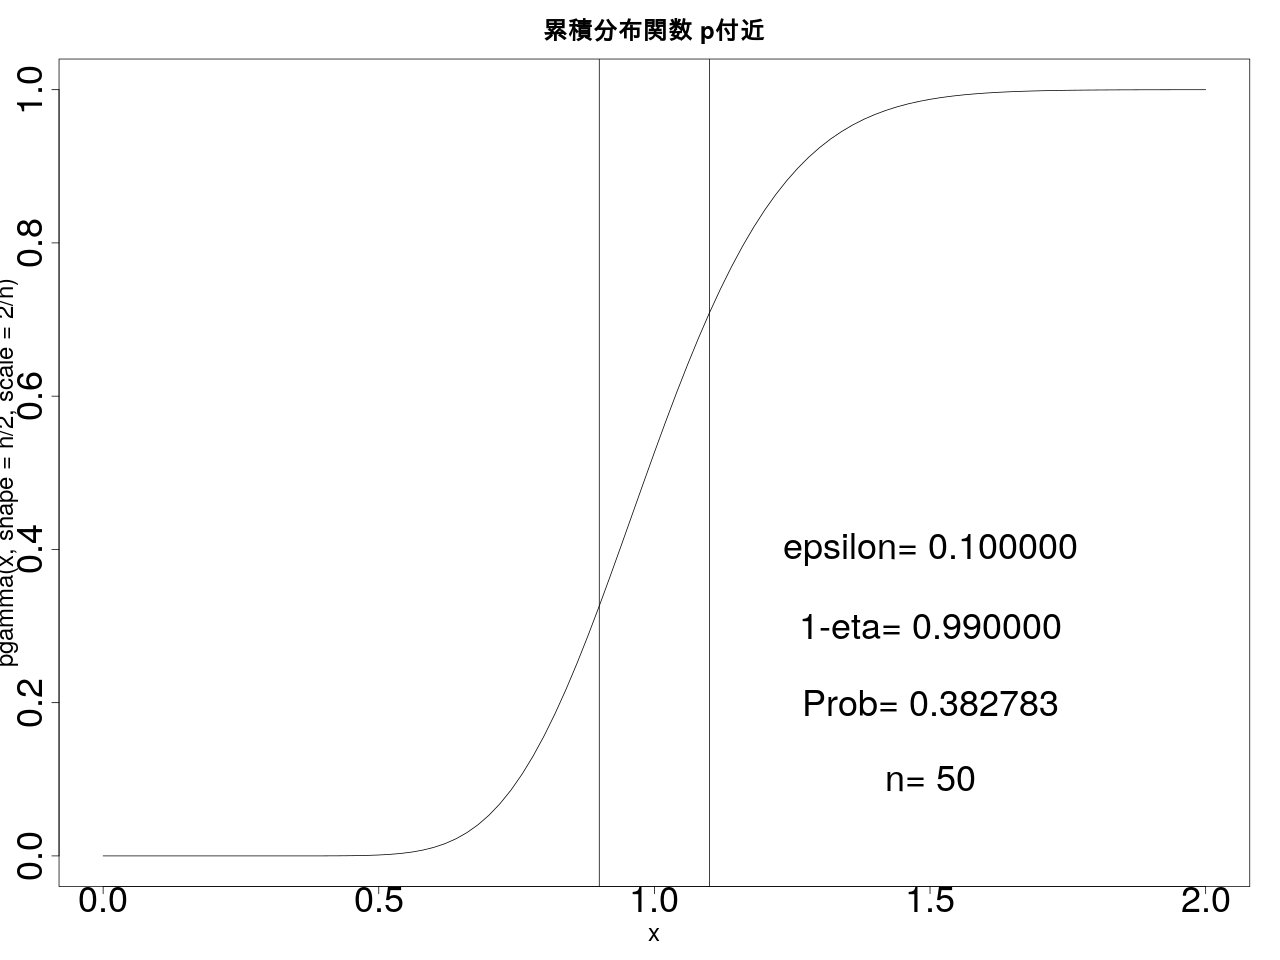 累積分布関数 p付近
pgamma(x, shape = n/2, scale = 2/n)
1.0
0.8
0.6
0.4
0.2
0.0
epsilon= 0.100000
1-eta= 0.990000
Prob= 0.382783
n= 50
0.0 0.5 1.0 1.5 2.0
x